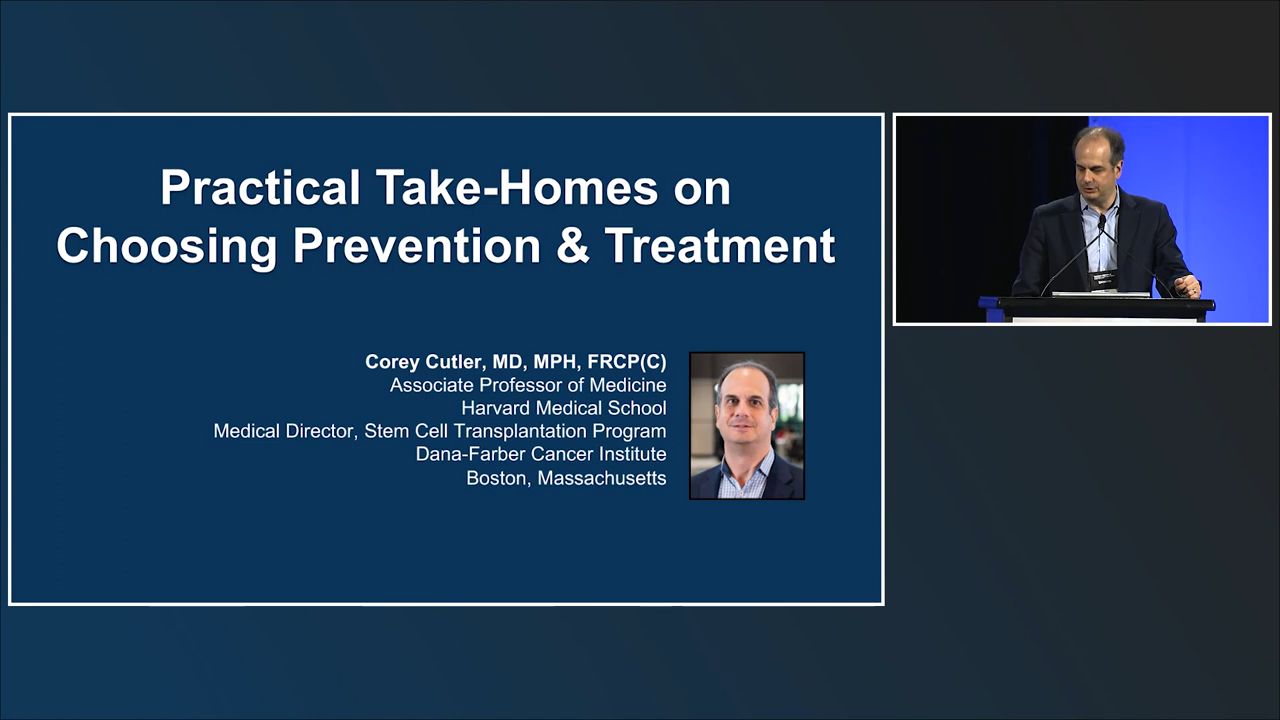 Practical Take-Homes on
Choosing Prevention & Treatment
Corey Cutler, MD, MPH, FRCP(C)
Associate Professor of Medicine
Harvard Medical School
Medical Director, Stem Cell Transplantation Program
Dana-Farber Cancer Institute
Boston, Massachusetts